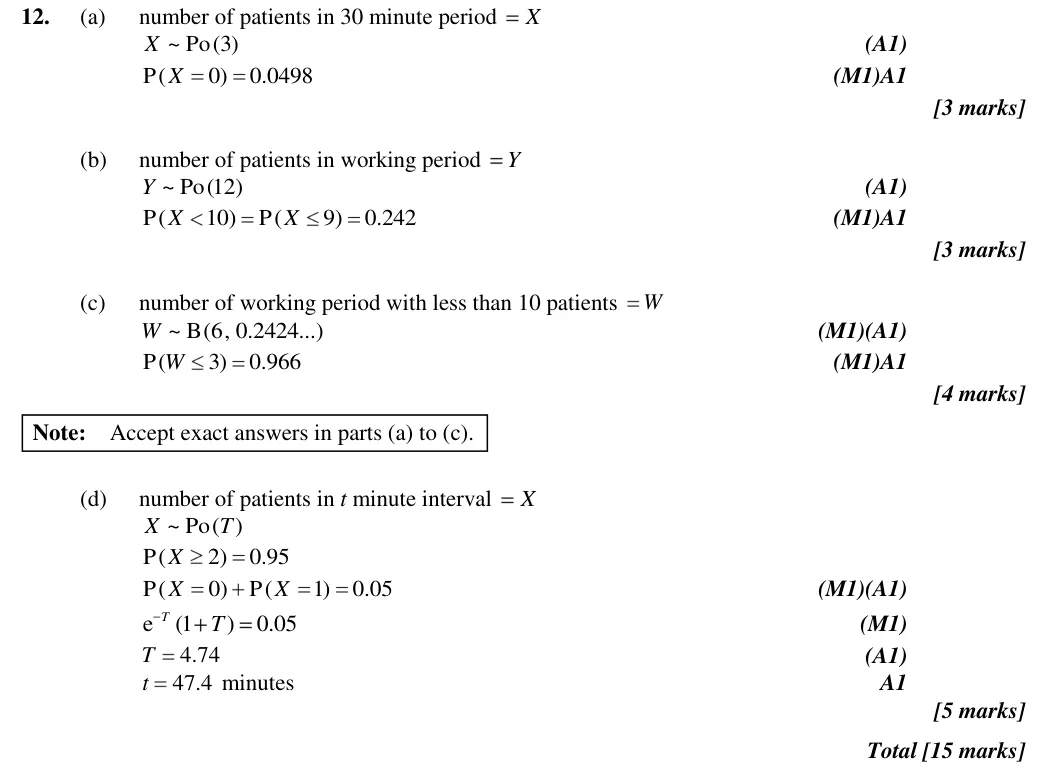 12. (a) number of patients in 30 minute period = X
X ~ Po(3) (A1)
P(X = 0) = 0.0498 (M1)A1
[3 marks]
(b) number of patients in working period = Y
Y ~ Po(12) (A1)
P(X < 10) = P(X ≤ 9) = 0.242 (M1)A1
[3 marks]
(c) number of working period with less than 10 patients = W
W ~ B(6, 0.2424...) (M1)(A1)
P(W ≤ 3) = 0.966 (M1)A1
[4 marks]
Note: Accept exact answers in parts (a) to (c).
(d) number of patients in t minute interval = X
X ~ Po(T)
P(X ≥ 2) = 0.95
P(X = 0) + P(X = 1) = 0.05 (M1)(A1)
e⁻ᵀ (1 + T) = 0.05 (M1)
T = 4.74 (A1)
t = 47.4 minutes A1
[5 marks]
Total [15 marks]